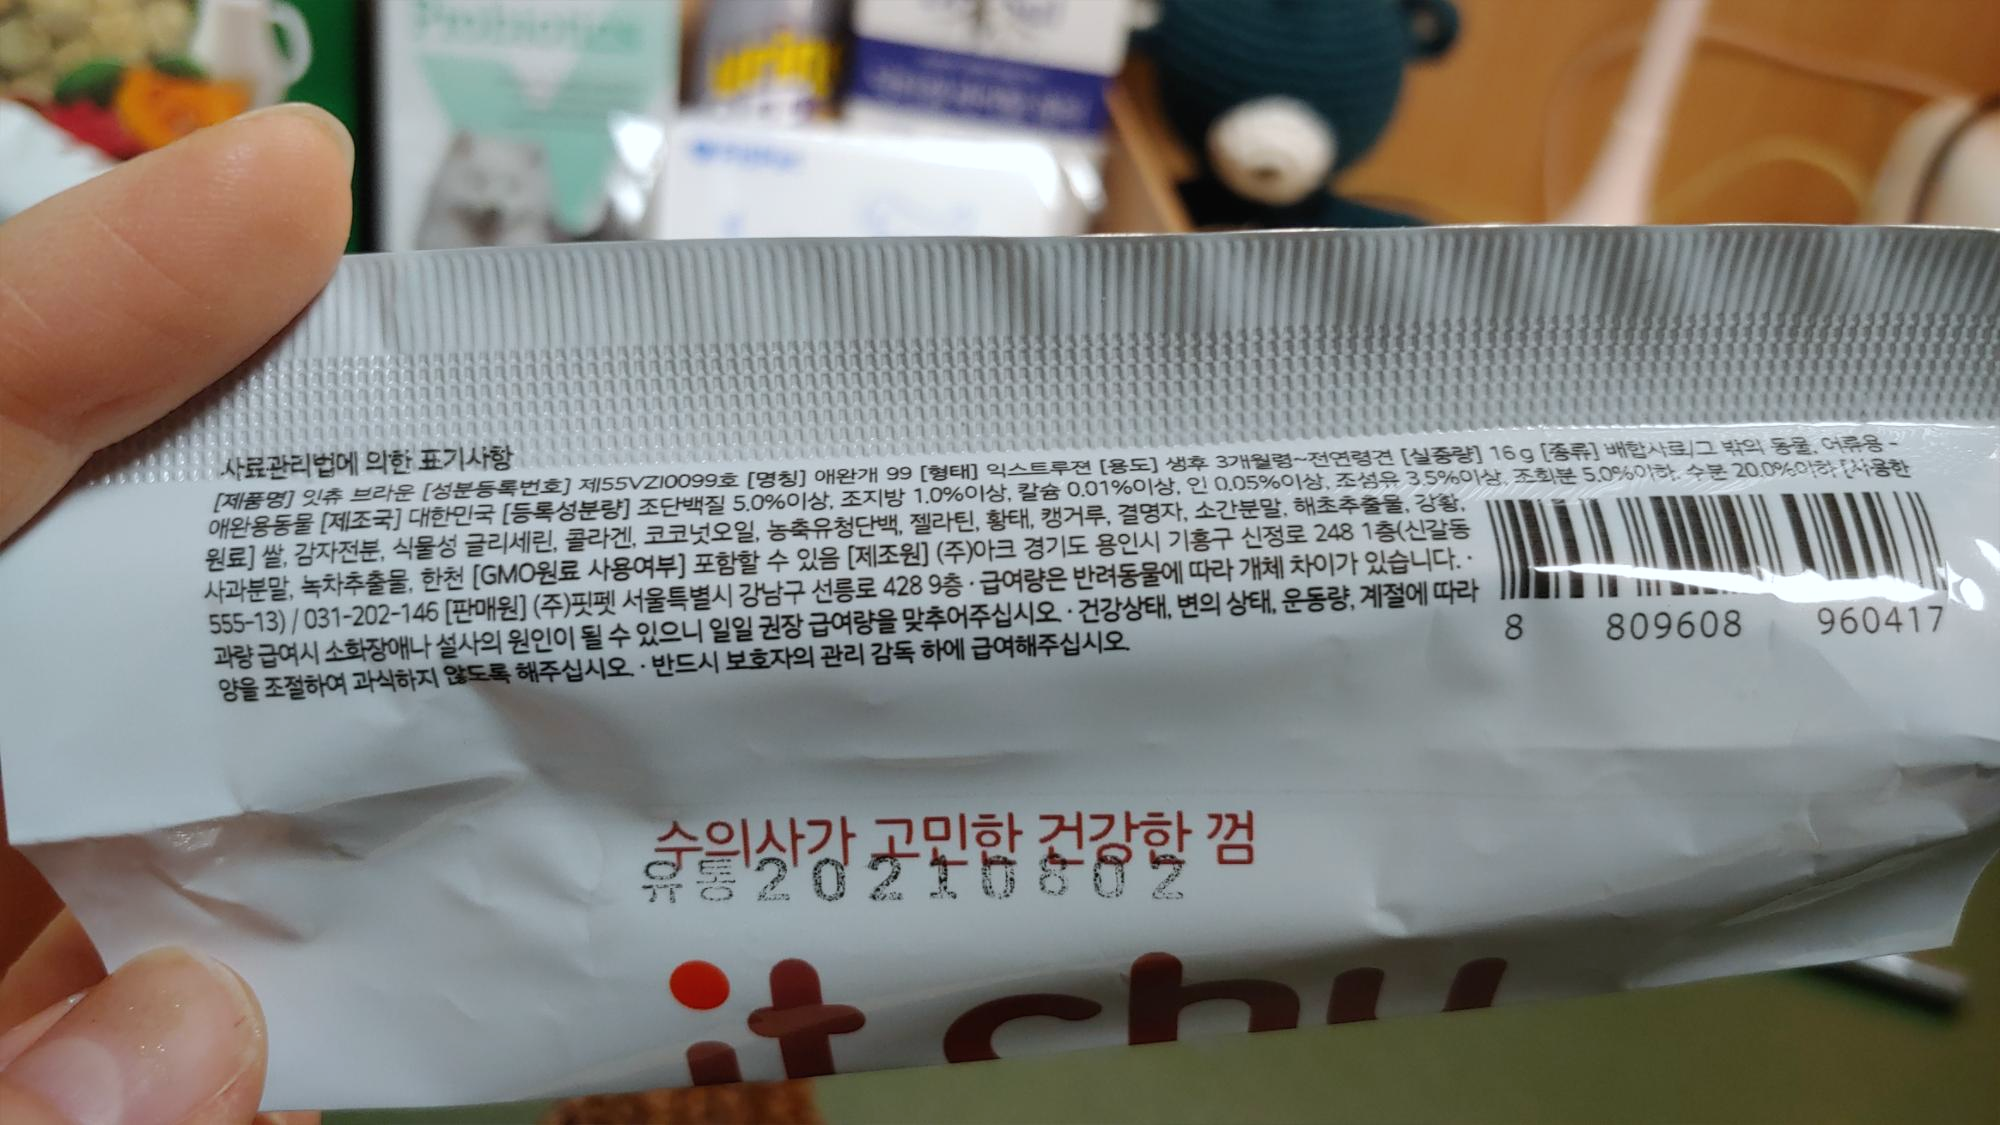 Probiotics
사료관리법에 의한 표기사항
[제품명] 잇츄 브라운 [성분등록번호] 제55VZI0099호 [명칭] 애완개 99 [형태] 익스트루젼 [용도] 생후 3개월령~전연령견 [실중량] 16 g [종류] 배합사료/그 밖의 동물, 어류용 -
애완용동물 [제조국] 대한민국 [등록성분량] 조단백질 5.0%이상, 조지방 1.0%이상, 칼슘 0.01%이상, 인 0.05%이상, 조섬유 3.5%이상, 조회분 5.0%이하, 수분 20.0%이하 [사용한
원료] 쌀, 감자전분, 식물성 글리세린, 콜라겐, 코코넛오일, 농축유청단백, 젤라틴, 황태, 캥거루, 결명자, 소간분말, 해초추출물, 강황,
사과분말, 녹차추출물, 한천 [GMO원료 사용여부] 포함할 수 있음 [제조원] (주)아크 경기도 용인시 기흥구 신정로 248 1층(신갈동
555-13) / 031-202-146 [판매원] (주)핏펫 서울특별시 강남구 선릉로 428 9층 · 급여량은 반려동물에 따라 개체 차이가 있습니다. ·
과량 급여시 소화장애나 설사의 원인이 될 수 있으니 일일 권장 급여량을 맞추어주십시오. · 건강상태, 변의 상태, 운동량, 계절에 따라
양을 조절하여 과식하지 않도록 해주십시오. · 반드시 보호자의 관리 감독 하에 급여해주십시오.
8 809608 960417
수의사가 고민한 건강한 껌
유통20210802
it chu